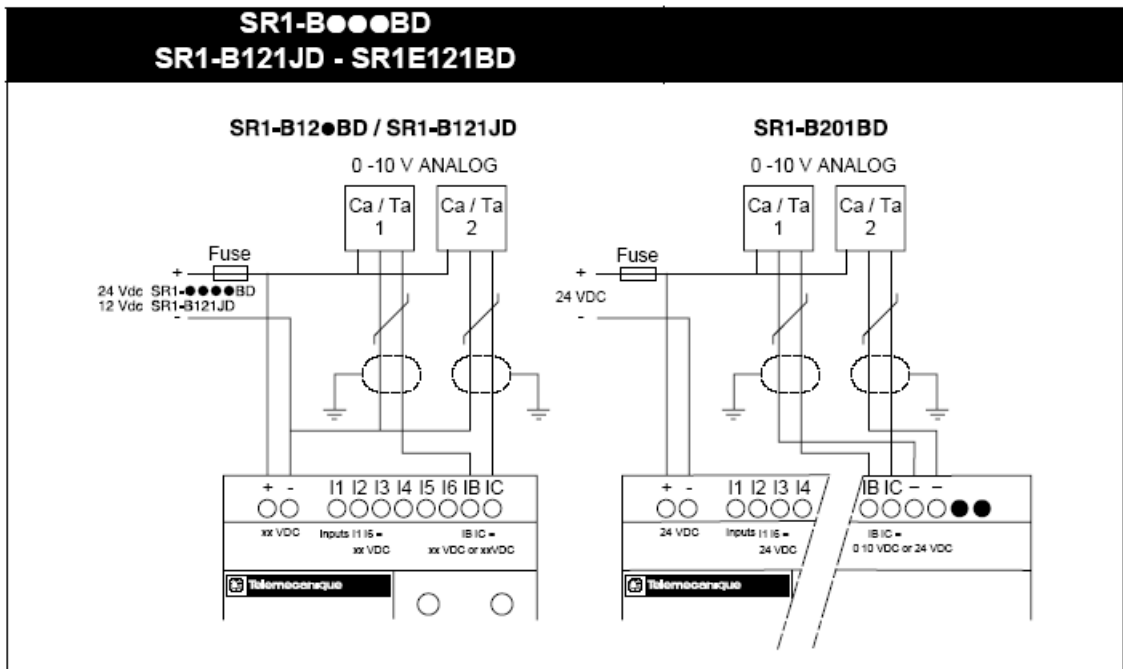 SR1-B●●●BD
SR1-B121JD - SR1E121BD
SR1-B12●BD / SR1-B121JD
0 -10 V ANALOG
Ca / Ta
1
Ca / Ta
2
Fuse
+
24 Vdc SR1-●●●●BD
12 Vdc SR1-B121JD
-
+ - I1 I2 I3 I4 I5 I6 IB IC
xx VDC
Inputs I1 I6 =
xx VDC
IB IC =
xx VDC or xxVDC
Telemecanique
SR1-B201BD
0 -10 V ANALOG
Ca / Ta
1
Ca / Ta
2
Fuse
+
24 VDC
-
+ - I1 I2 I3 I4 IB IC – –
24 VDC
Inputs I1 I6 =
24 VDC
IB IC =
0 10 VDC or 24 VDC
Telemecanique